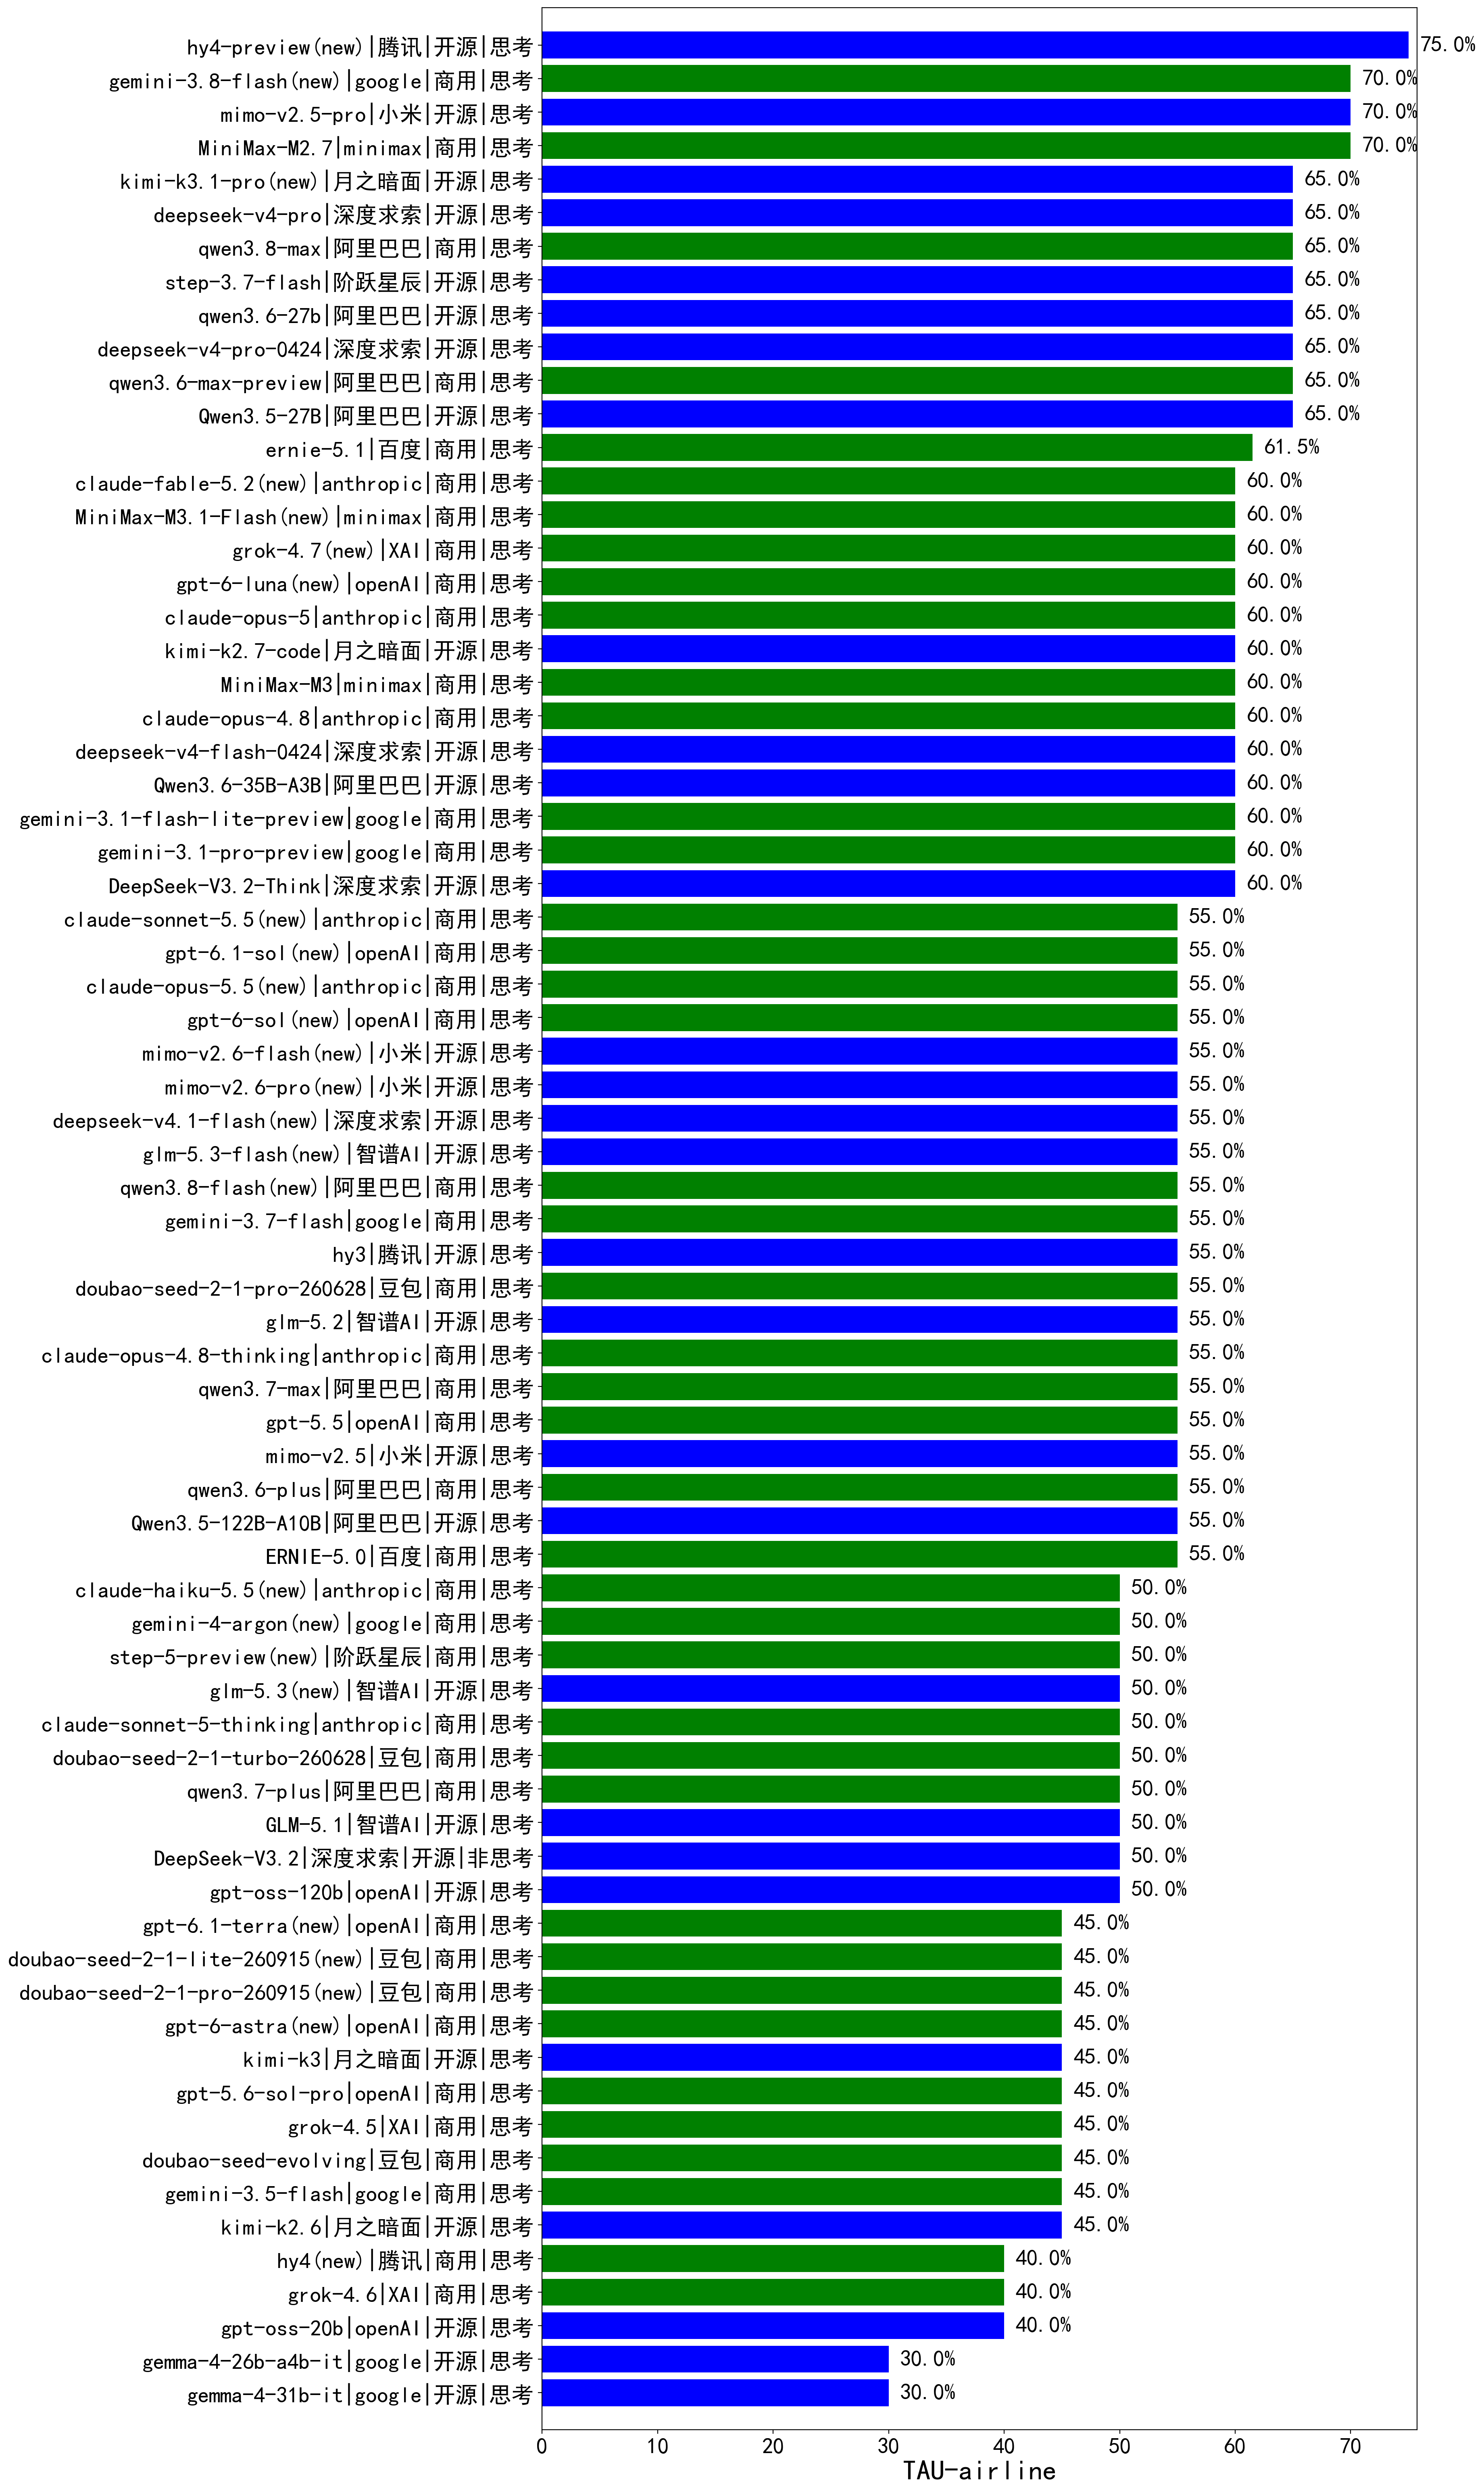 hy4-preview(new)|腾讯|开源|思考 75.0%
gemini-3.8-flash(new)|google|商用|思考 70.0%
mimo-v2.5-pro|小米|开源|思考 70.0%
MiniMax-M2.7|minimax|商用|思考 70.0%
kimi-k3.1-pro(new)|月之暗面|开源|思考 65.0%
deepseek-v4-pro|深度求索|开源|思考 65.0%
qwen3.8-max|阿里巴巴|商用|思考 65.0%
step-3.7-flash|阶跃星辰|开源|思考 65.0%
qwen3.6-27b|阿里巴巴|开源|思考 65.0%
deepseek-v4-pro-0424|深度求索|开源|思考 65.0%
qwen3.6-max-preview|阿里巴巴|商用|思考 65.0%
Qwen3.5-27B|阿里巴巴|开源|思考 65.0%
ernie-5.1|百度|商用|思考 61.5%
claude-fable-5.2(new)|anthropic|商用|思考 60.0%
MiniMax-M3.1-Flash(new)|minimax|商用|思考 60.0%
grok-4.7(new)|XAI|商用|思考 60.0%
gpt-6-luna(new)|openAI|商用|思考 60.0%
claude-opus-5|anthropic|商用|思考 60.0%
kimi-k2.7-code|月之暗面|开源|思考 60.0%
MiniMax-M3|minimax|商用|思考 60.0%
claude-opus-4.8|anthropic|商用|思考 60.0%
deepseek-v4-flash-0424|深度求索|开源|思考 60.0%
Qwen3.6-35B-A3B|阿里巴巴|开源|思考 60.0%
gemini-3.1-flash-lite-preview|google|商用|思考 60.0%
gemini-3.1-pro-preview|google|商用|思考 60.0%
DeepSeek-V3.2-Think|深度求索|开源|思考 60.0%
claude-sonnet-5.5(new)|anthropic|商用|思考 55.0%
gpt-6.1-sol(new)|openAI|商用|思考 55.0%
claude-opus-5.5(new)|anthropic|商用|思考 55.0%
gpt-6-sol(new)|openAI|商用|思考 55.0%
mimo-v2.6-flash(new)|小米|开源|思考 55.0%
mimo-v2.6-pro(new)|小米|开源|思考 55.0%
deepseek-v4.1-flash(new)|深度求索|开源|思考 55.0%
glm-5.3-flash(new)|智谱AI|开源|思考 55.0%
qwen3.8-flash(new)|阿里巴巴|商用|思考 55.0%
gemini-3.7-flash|google|商用|思考 55.0%
hy3|腾讯|开源|思考 55.0%
doubao-seed-2-1-pro-260628|豆包|商用|思考 55.0%
glm-5.2|智谱AI|开源|思考 55.0%
claude-opus-4.8-thinking|anthropic|商用|思考 55.0%
qwen3.7-max|阿里巴巴|商用|思考 55.0%
gpt-5.5|openAI|商用|思考 55.0%
mimo-v2.5|小米|开源|思考 55.0%
qwen3.6-plus|阿里巴巴|商用|思考 55.0%
Qwen3.5-122B-A10B|阿里巴巴|开源|思考 55.0%
ERNIE-5.0|百度|商用|思考 55.0%
claude-haiku-5.5(new)|anthropic|商用|思考 50.0%
gemini-4-argon(new)|google|商用|思考 50.0%
step-5-preview(new)|阶跃星辰|商用|思考 50.0%
glm-5.3(new)|智谱AI|开源|思考 50.0%
claude-sonnet-5-thinking|anthropic|商用|思考 50.0%
doubao-seed-2-1-turbo-260628|豆包|商用|思考 50.0%
qwen3.7-plus|阿里巴巴|商用|思考 50.0%
GLM-5.1|智谱AI|开源|思考 50.0%
DeepSeek-V3.2|深度求索|开源|非思考 50.0%
gpt-oss-120b|openAI|开源|思考 50.0%
gpt-6.1-terra(new)|openAI|商用|思考 45.0%
doubao-seed-2-1-lite-260915(new)|豆包|商用|思考 45.0%
doubao-seed-2-1-pro-260915(new)|豆包|商用|思考 45.0%
gpt-6-astra(new)|openAI|商用|思考 45.0%
kimi-k3|月之暗面|开源|思考 45.0%
gpt-5.6-sol-pro|openAI|商用|思考 45.0%
grok-4.5|XAI|商用|思考 45.0%
doubao-seed-evolving|豆包|商用|思考 45.0%
gemini-3.5-flash|google|商用|思考 45.0%
kimi-k2.6|月之暗面|开源|思考 45.0%
hy4(new)|腾讯|商用|思考 40.0%
grok-4.6|XAI|商用|思考 40.0%
gpt-oss-20b|openAI|开源|思考 40.0%
gemma-4-26b-a4b-it|google|开源|思考 30.0%
gemma-4-31b-it|google|开源|思考 30.0%
0 10 20 30 40 50 60 70
TAU-airline